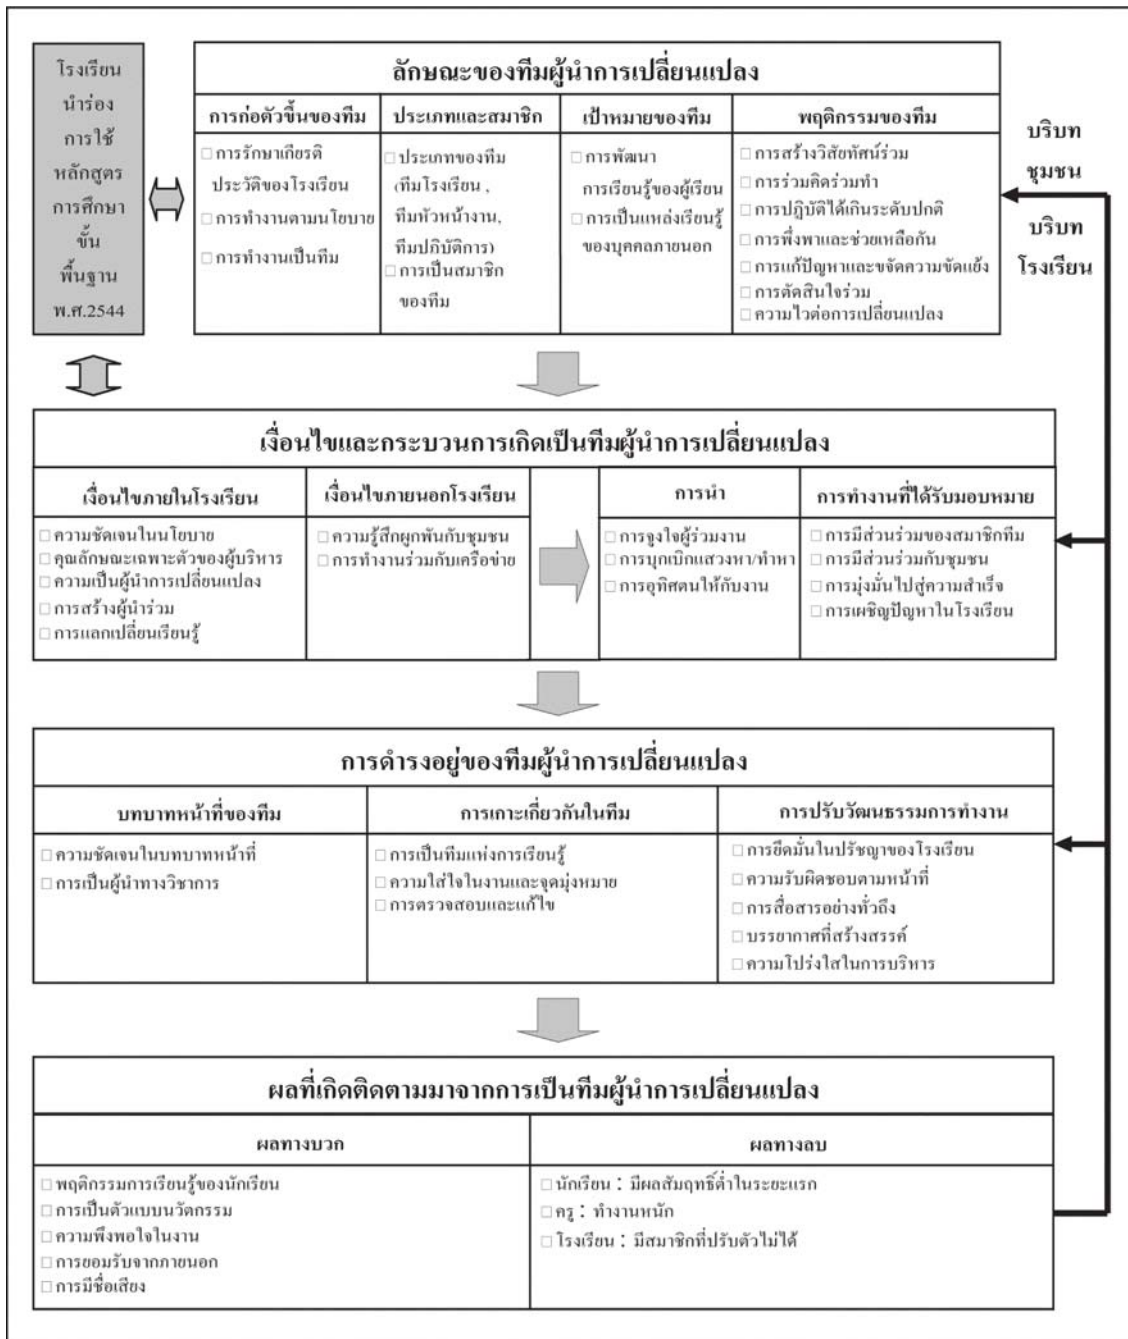 โรงเรียน
นำร่อง
การใช้
หลักสูตร
การศึกษา
ขั้น
พื้นฐาน
พ.ศ.2544
ลักษณะของทีมผู้นำการเปลี่ยนแปลง
การก่อตัวขึ้นของทีม
□ การรักษาเกียรติ
ประวัติของโรงเรียน
□ การทำงานตามนโยบาย
□ การทำงานเป็นทีม
ประเภทและสมาชิก
□ ประเภทของทีม
(ทีมโรงเรียน ,
ทีมหัวหน้างาน,
ทีมปฏิบัติการ)
□ การเป็นสมาชิก
ของทีม
เป้าหมายของทีม
□ การพัฒนา
การเรียนรู้ของผู้เรียน
□ การเป็นแหล่งเรียนรู้
ของบุคคลภายนอก
พฤติกรรมของทีม
□ การสร้างวิสัยทัศน์ร่วม
□ การร่วมคิดร่วมทำ
□ การปฏิบัติได้เกินระดับปกติ
□ การพึ่งพาและช่วยเหลือกัน
□ การแก้ปัญหาและขจัดความขัดแย้ง
□ การตัดสินใจร่วม
□ ความไวต่อการเปลี่ยนแปลง
บริบท
ชุมชน
บริบท
โรงเรียน
เงื่อนไขและกระบวนการเกิดเป็นทีมผู้นำการเปลี่ยนแปลง
เงื่อนไขภายในโรงเรียน
□ ความชัดเจนในนโยบาย
□ คุณลักษณะเฉพาะตัวของผู้บริหาร
□ ความเป็นผู้นำการเปลี่ยนแปลง
□ การสร้างผู้นำร่วม
□ การแลกเปลี่ยนเรียนรู้
เงื่อนไขภายนอกโรงเรียน
□ ความรู้สึกผูกพันกับชุมชน
□ การทำงานร่วมกับเครือข่าย
การนำ
□ การจูงใจผู้ร่วมงาน
□ การบุกเบิกแสวงหา/ทำหา
□ การอุทิศตนให้กับงาน
การทำงานที่ได้รับมอบหมาย
□ การมีส่วนร่วมของสมาชิกทีม
□ การมีส่วนร่วมกับชุมชน
□ การมุ่งมั่นไปสู่ความสำเร็จ
□ การเผชิญปัญหาในโรงเรียน
การดำรงอยู่ของทีมผู้นำการเปลี่ยนแปลง
บทบาทหน้าที่ของทีม
□ ความชัดเจนในบทบาทหน้าที่
□ การเป็นผู้นำทางวิชาการ
การเกาะเกี่ยวกันในทีม
□ การเป็นทีมแห่งการเรียนรู้
□ ความใส่ใจในงานและจุดมุ่งหมาย
□ การตรวจสอบและแก้ไข
การปรับวัฒนธรรมการทำงาน
□ การยึดมั่นในปรัชญาของโรงเรียน
□ ความรับผิดชอบตามหน้าที่
□ การสื่อสารอย่างทั่วถึง
□ บรรยากาศที่สร้างสรรค์
□ ความโปร่งใสในการบริหาร
ผลที่เกิดติดตามมาจากการเป็นทีมผู้นำการเปลี่ยนแปลง
ผลทางบวก
□ พฤติกรรมการเรียนรู้ของนักเรียน
□ การเป็นตัวแบบนวัตกรรม
□ ความพึงพอใจในงาน
□ การยอมรับจากภายนอก
□ การมีชื่อเสียง
ผลทางลบ
□ นักเรียน : มีผลสัมฤทธิ์ต่ำในระยะแรก
□ ครู : ทำงานหนัก
□ โรงเรียน : มีสมาชิกที่ปรับตัวไม่ได้